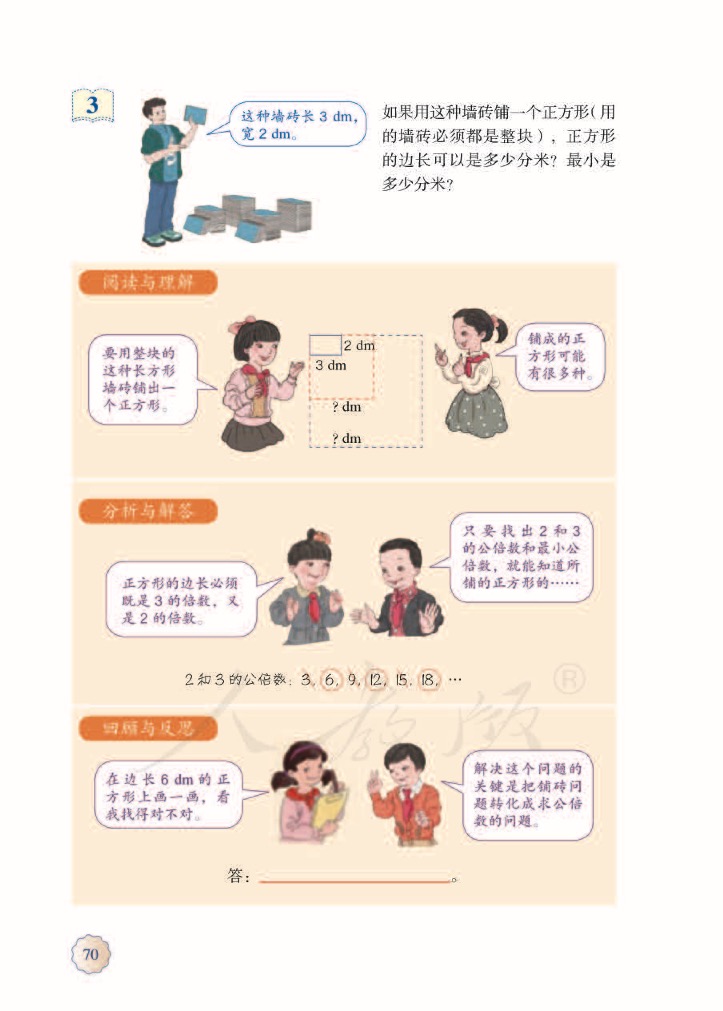 3
这种墙砖长 3 dm，
宽 2 dm。
如果用这种墙砖铺一个正方形（用
的墙砖必须都是整块），正方形
的边长可以是多少分米？最小是
多少分米？
阅读与理解
要用整块的
这种长方形
墙砖铺出一
个正方形。
2 dm
3 dm
? dm
? dm
铺成的正
方形可能
有很多种。
分析与解答
正方形的边长必须
既是 3 的倍数，又
是 2 的倍数。
只要找出 2 和 3
的公倍数和最小公
倍数，就能知道所
铺的正方形的……
2和3的公倍数：3，6，9，12，15，18，…
人教版®
回顾与反思
在边长 6 dm 的正
方形上画一画，看
我找得对不对。
解决这个问题的
关键是把铺砖问
题转化成求公倍
数的问题。
答：　　　　。
70